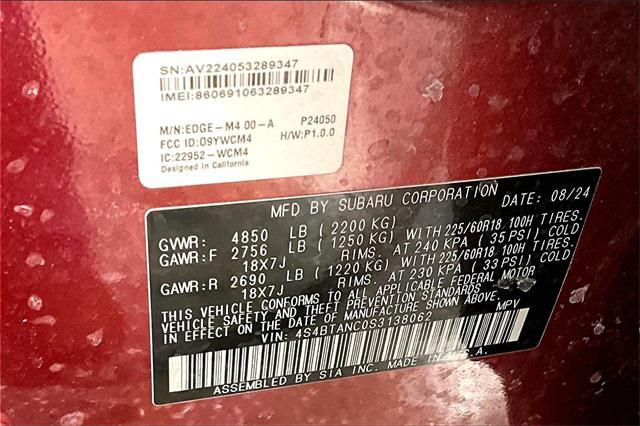 SN:AV224053289347
IMEI:860691063289347
M/N:EDGE-M4 00-A P24050
FCC ID:09YWCM4 H/W:P1.0.0
IC:22952-WCM4
Designed in California
MFD BY SUBARU CORPORATION DATE: 08/24
GVWR: 4850 LB (2200 KG)
GAWR:F 2756 LB (1250 KG) WITH 225/60R18 100H TIRES.
18X7J RIMS. AT 240 KPA (35 PSI) COLD
GAWR:R 2690 LB (1220 KG) WITH 225/60R18 100H TIRES.
18X7J RIMS. AT 230 KPA (33 PSI) COLD
THIS VEHICLE CONFORMS TO ALL APPLICABLE FEDERAL MOTOR
VEHICLE SAFETY AND THEFT PREVENTION STANDARDS
IN EFFECT ON THE DATE OF MANUFACTURE SHOWN ABOVE.
VIN: 4S4BTANC0S3138062 MPV
ASSEMBLED BY SIA INC. MADE IN U.S.A.